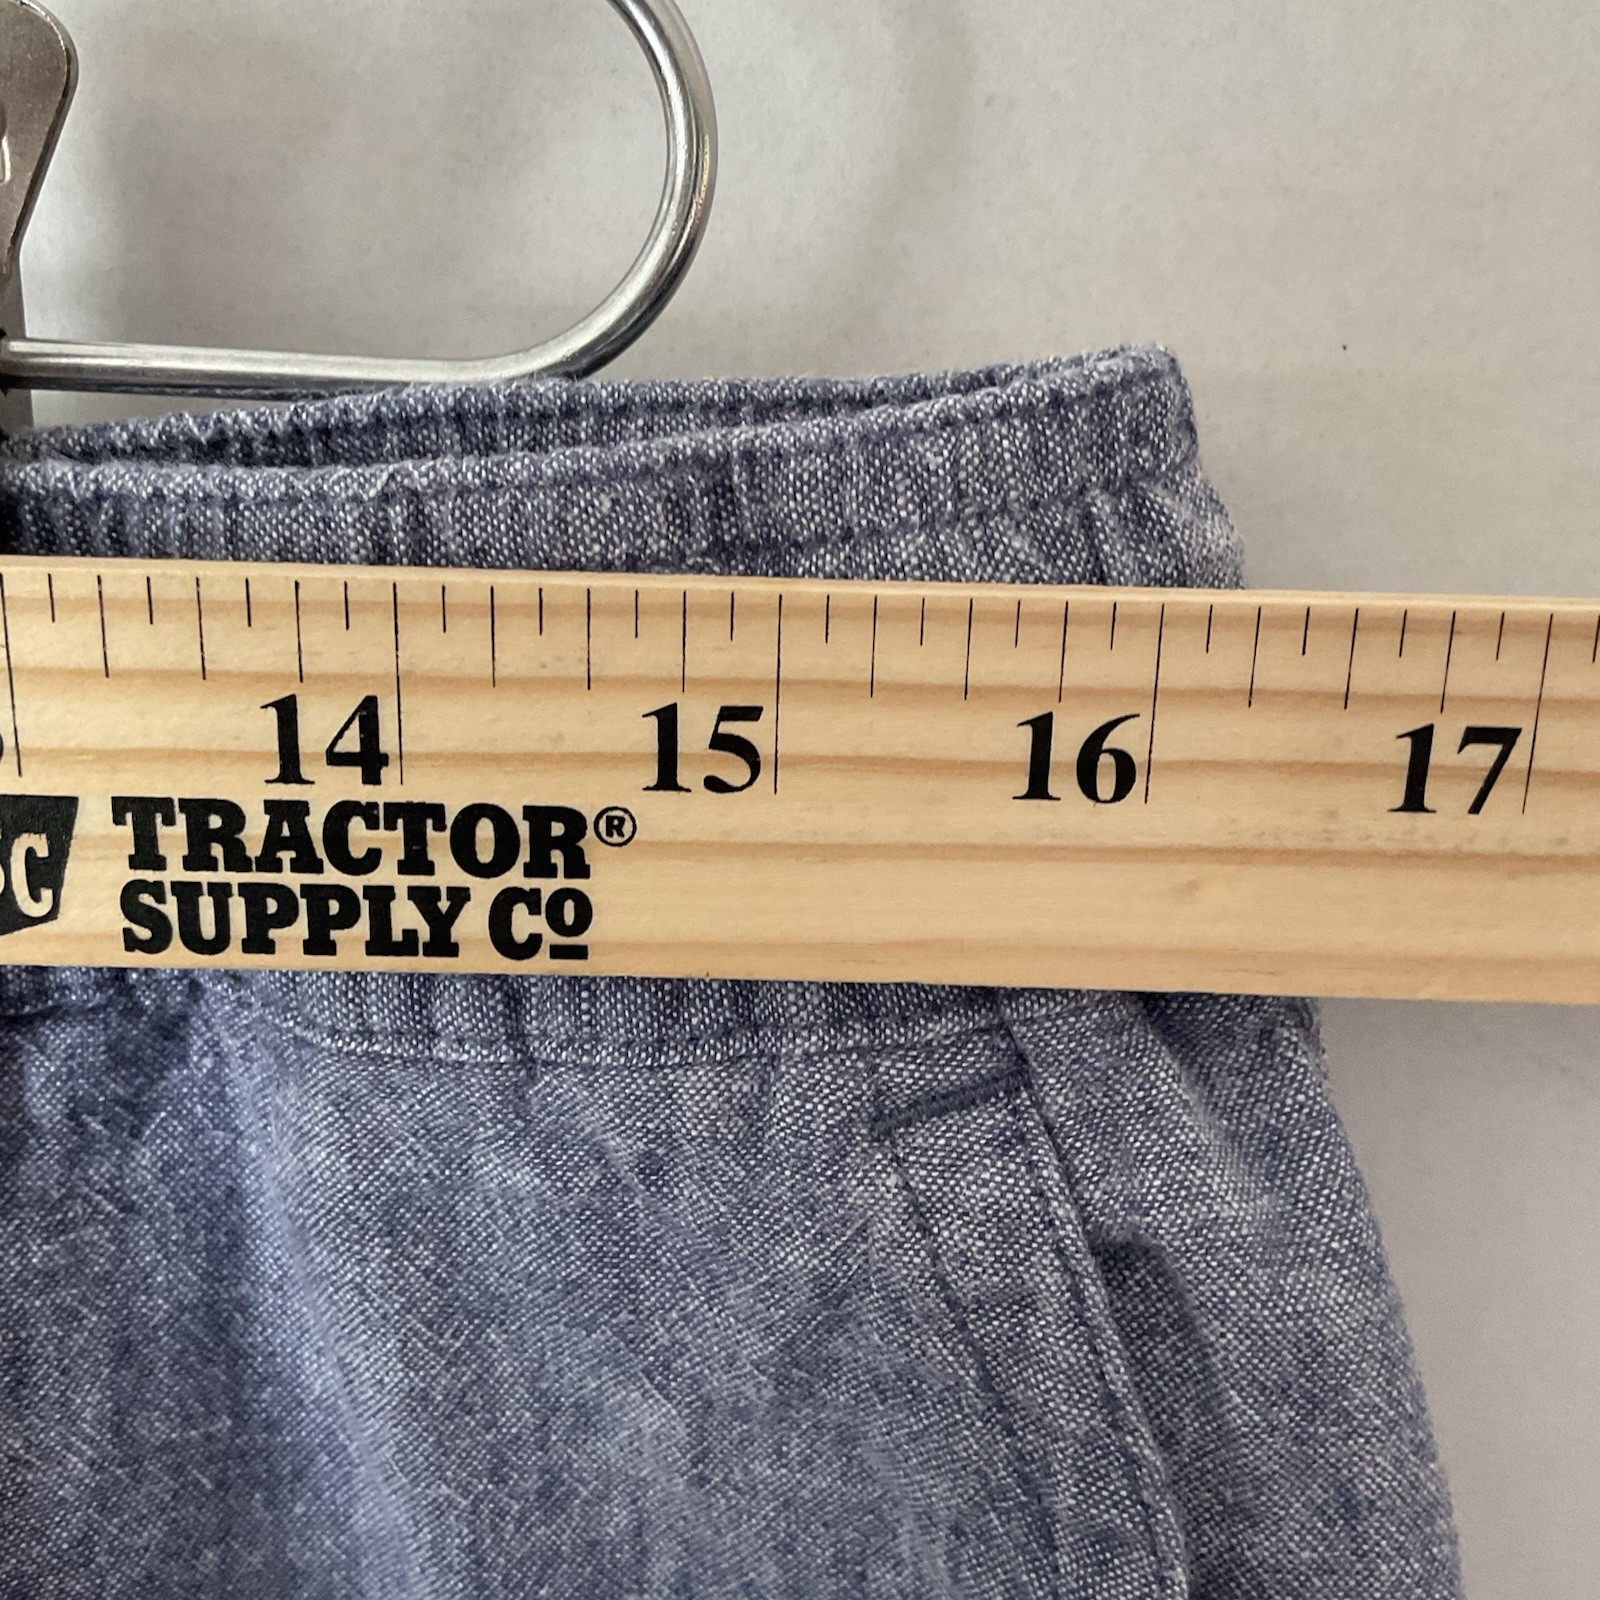 14 15 16 17
TRACTOR®
SUPPLY Cº